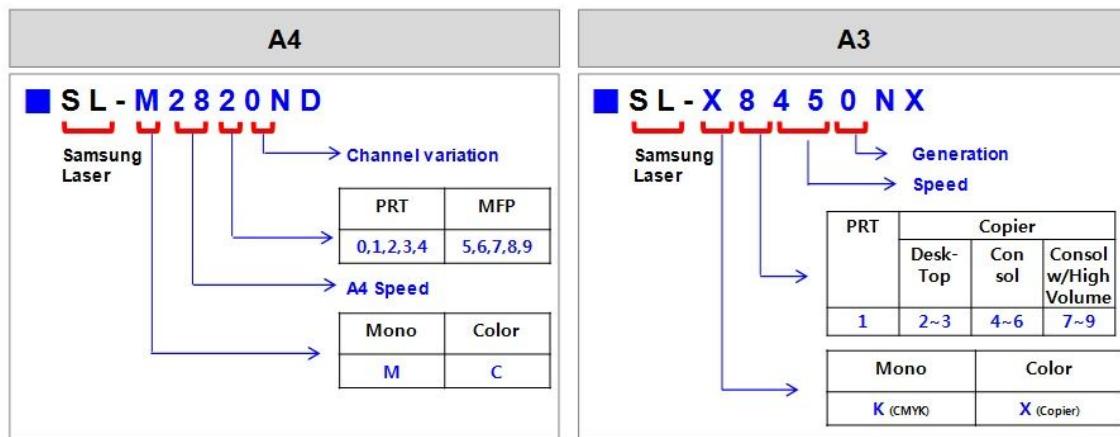 A4
SL-M2820ND
Samsung
Laser
Channel variation
PRT MFP
0,1,2,3,4 5,6,7,8,9
A4 Speed
Mono Color
M C
A3
SL-X8450NX
Samsung
Laser
Generation
Speed
PRT Copier
Desk-
Top
Con
sol
Consol
w/High
Volume
1 2~3 4~6 7~9
Mono Color
K (CMYK) X (Copier)